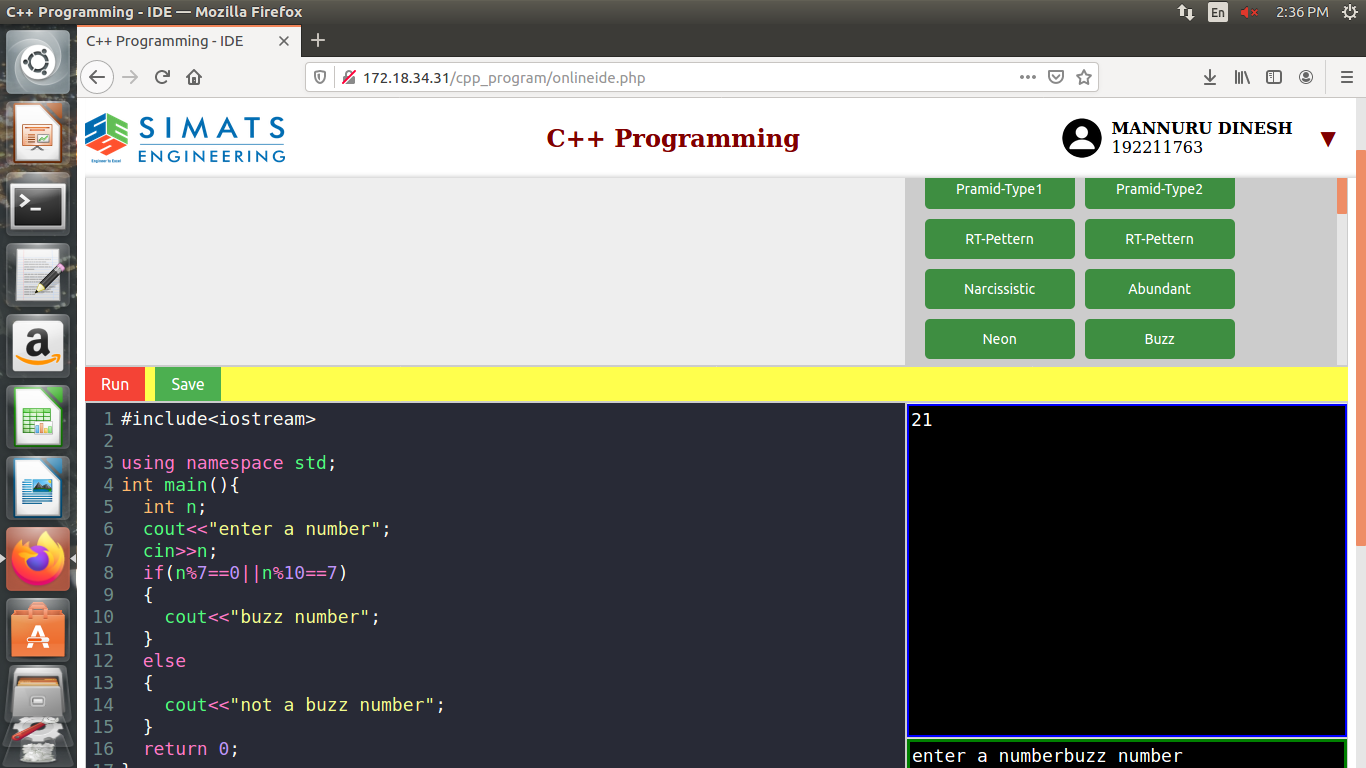 C++ Programming - IDE — Mozilla Firefox
En
2:36 PM
C++ Programming - IDE
172.18.34.31/cpp_program/onlineide.php
SIMATS
ENGINEERING
Engineer to Excel
C++ Programming
MANNURU DINESH
192211763
Pramid-Type1
Pramid-Type2
RT-Pettern
RT-Pettern
Narcissistic
Abundant
Neon
Buzz
Run
Save
1 #include<iostream>
2
3 using namespace std;
4 int main(){
5   int n;
6   cout<<"enter a number";
7   cin>>n;
8   if(n%7==0||n%10==7)
9   {
10     cout<<"buzz number";
11   }
12   else
13   {
14     cout<<"not a buzz number";
15   }
16   return 0;
17 }
21
enter a numberbuzz number